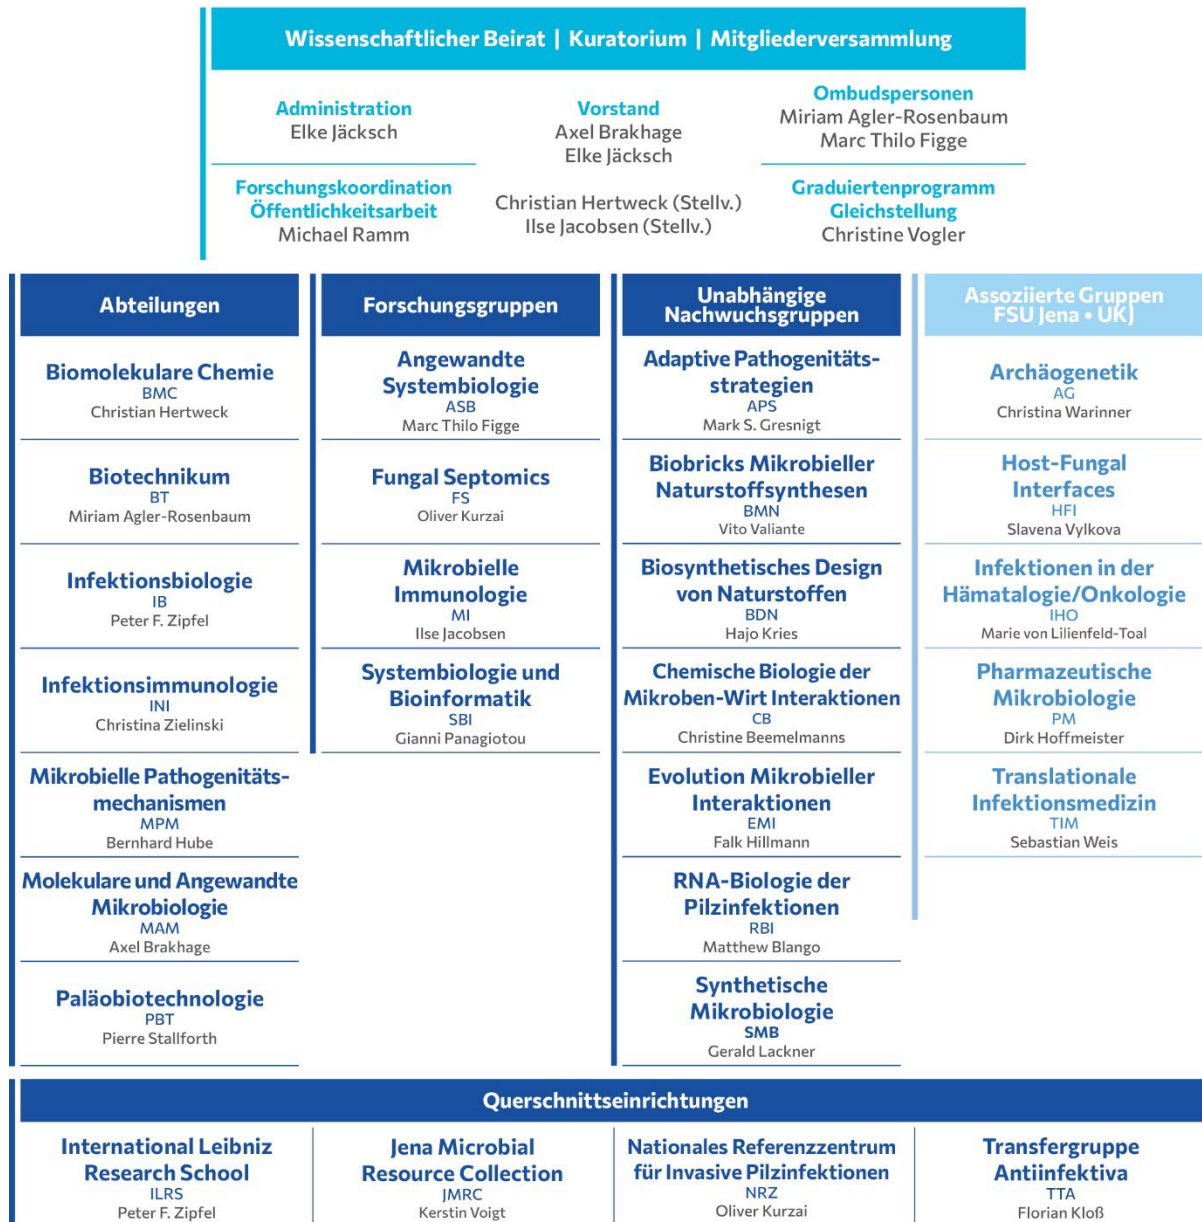 Wissenschaftlicher Beirat | Kuratorium | Mitgliederversammlung
Administration
Elke Jäcksch
Vorstand
Axel Brakhage
Elke Jäcksch
Christian Hertweck (Stellv.)
Ilse Jacobsen (Stellv.)
Ombudspersonen
Miriam Agler-Rosenbaum
Marc Thilo Figge
Forschungskoordination
Öffentlichkeitsarbeit
Michael Ramm
Graduiertenprogramm
Gleichstellung
Christine Vogler
Abteilungen
Biomolekulare Chemie
BMC
Christian Hertweck
Biotechnikum
BT
Miriam Agler-Rosenbaum
Infektionsbiologie
IB
Peter F. Zipfel
Infektionsimmunologie
INI
Christina Zielinski
Mikrobielle Pathogenitäts-
mechanismen
MPM
Bernhard Hube
Molekulare und Angewandte
Mikrobiologie
MAM
Axel Brakhage
Paläobiotechnologie
PBT
Pierre Stallforth
Forschungsgruppen
Angewandte
Systembiologie
ASB
Marc Thilo Figge
Fungal Septomics
FS
Oliver Kurzai
Mikrobielle
Immunologie
MI
Ilse Jacobsen
Systembiologie und
Bioinformatik
SBI
Gianni Panagiotou
Unabhängige
Nachwuchsgruppen
Adaptive Pathogenitäts-
strategien
APS
Mark S. Gresnigt
Biobricks Mikrobieller
Naturstoffsynthesen
BMN
Vito Valiante
Biosynthetisches Design
von Naturstoffen
BDN
Hajo Kries
Chemische Biologie der
Mikroben-Wirt Interaktionen
CB
Christine Beemelmanns
Evolution Mikrobieller
Interaktionen
EMI
Falk Hillmann
RNA-Biologie der
Pilzinfektionen
RBI
Matthew Blango
Synthetische
Mikrobiologie
SMB
Gerald Lackner
Assoziierte Gruppen
FSU Jena • UKJ
Archäogenetik
AG
Christina Warinner
Host-Fungal
Interfaces
HFI
Slavena Vylkova
Infektionen in der
Hämatalogie/Onkologie
IHO
Marie von Lilienfeld-Toal
Pharmazeutische
Mikrobiologie
PM
Dirk Hoffmeister
Translationale
Infektionsmedizin
TIM
Sebastian Weis
Querschnittseinrichtungen
International Leibniz
Research School
ILRS
Peter F. Zipfel
Jena Microbial
Resource Collection
JMRC
Kerstin Voigt
Nationales Referenzzentrum
für Invasive Pilzinfektionen
NRZ
Oliver Kurzai
Transfergruppe
Antiinfektiva
TTA
Florian Kloß